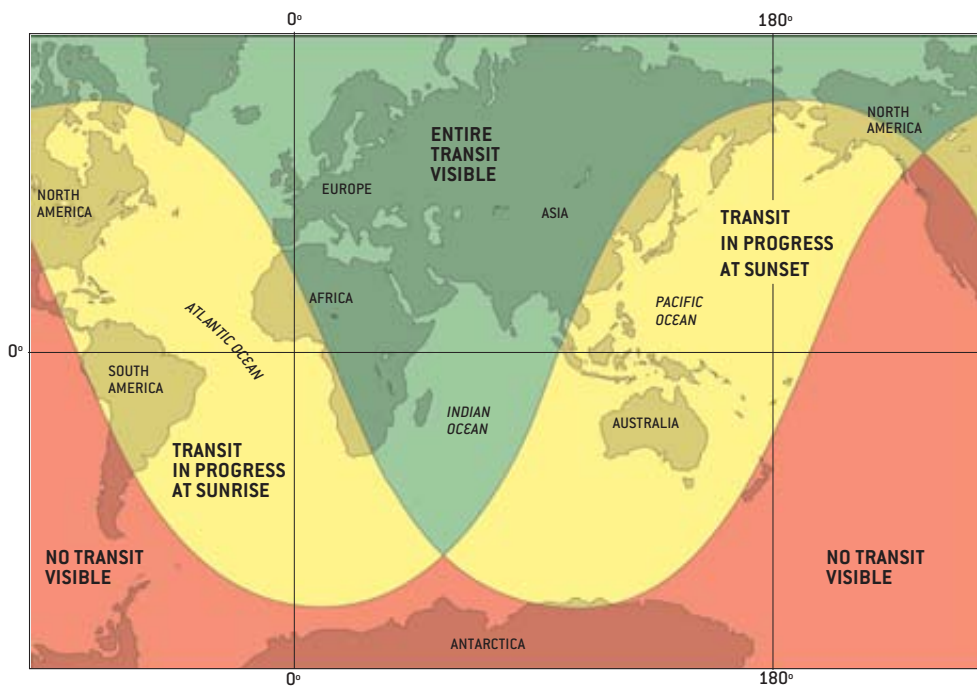 0°
180°
NORTH
AMERICA
ENTIRE
TRANSIT
VISIBLE
EUROPE
NORTH
AMERICA
ASIA
TRANSIT
IN PROGRESS
AT SUNSET
AFRICA
ATLANTIC OCEAN
PACIFIC
OCEAN
0°
SOUTH
AMERICA
INDIAN
OCEAN
AUSTRALIA
TRANSIT
IN PROGRESS
AT SUNRISE
NO TRANSIT
VISIBLE
NO TRANSIT
VISIBLE
ANTARCTICA
0°
180°